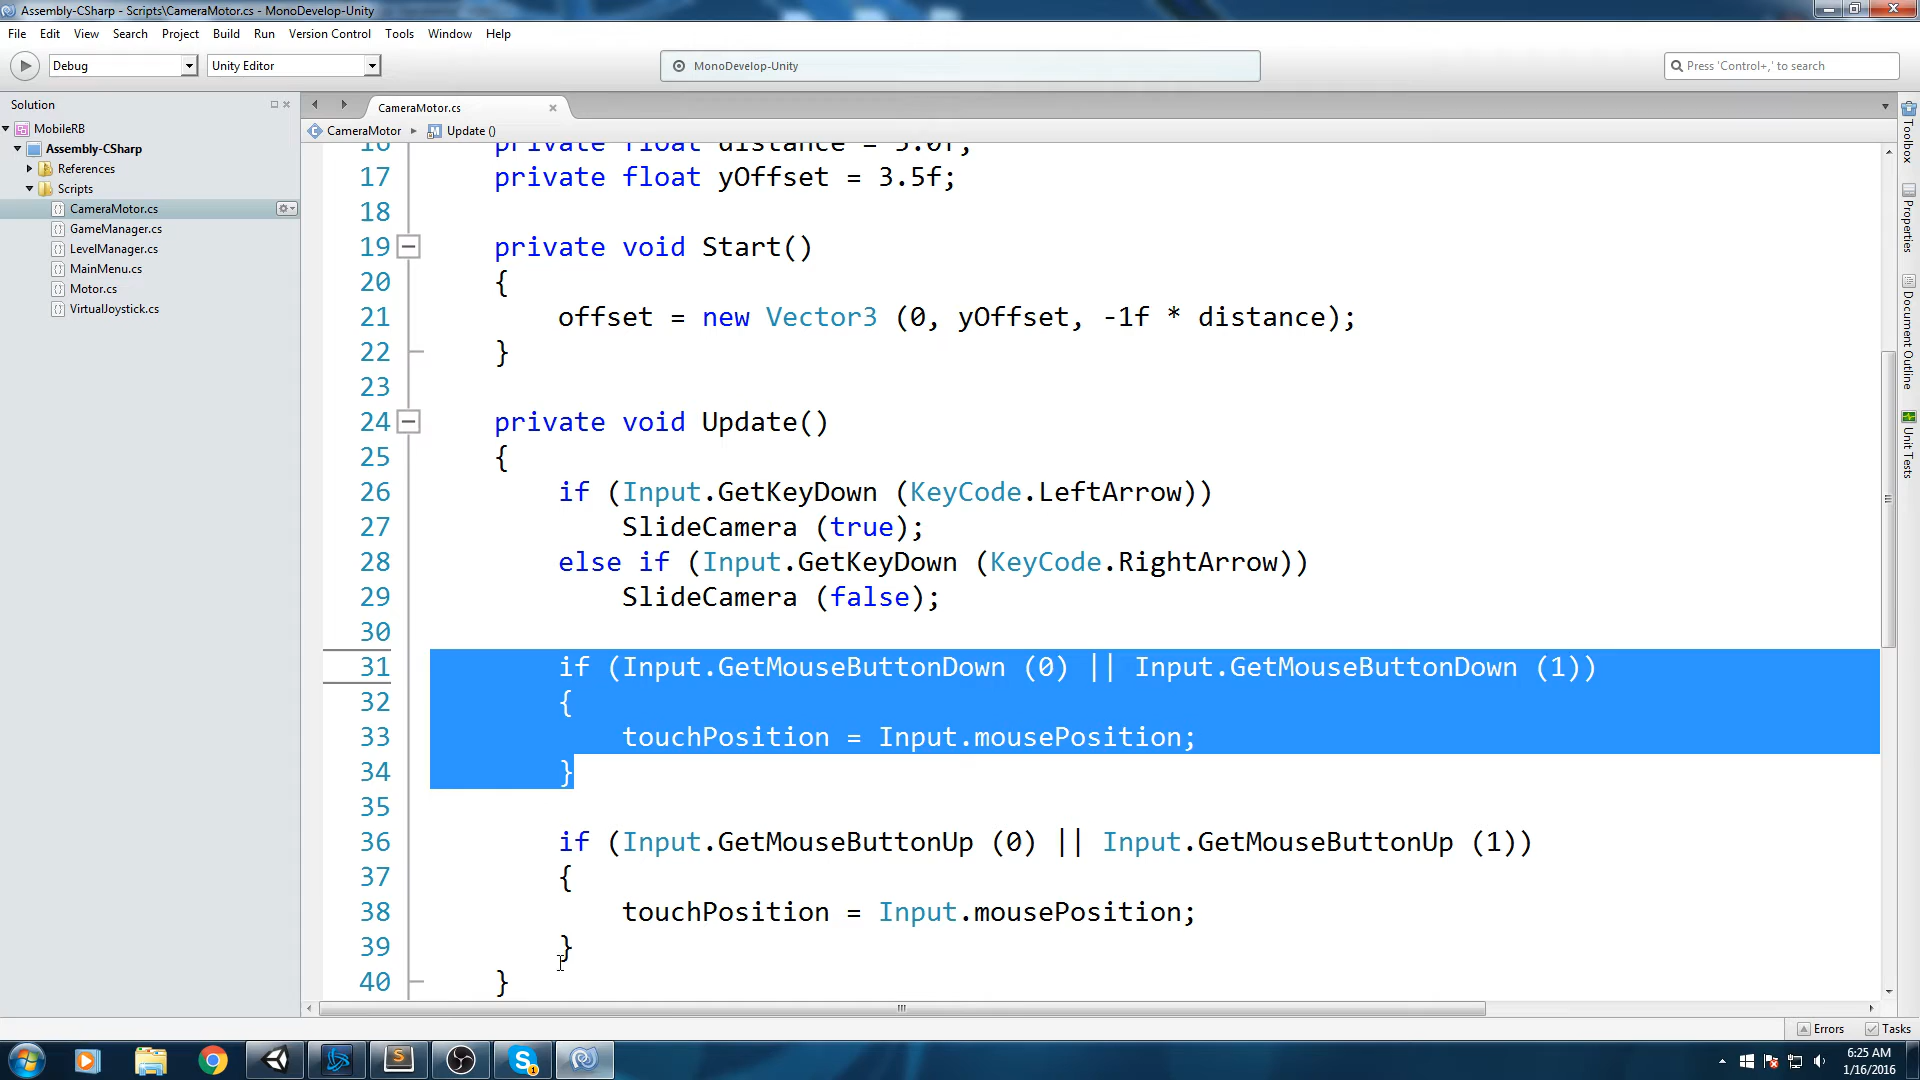 Assembly-CSharp - Scripts\CameraMotor.cs - MonoDevelop-Unity
File Edit View Search Project Build Run Version Control Tools Window Help
Debug Unity Editor MonoDevelop-Unity Press 'Control+,' to search
Solution
MobileRB
Assembly-CSharp
References
Scripts
CameraMotor.cs
GameManager.cs
LevelManager.cs
MainMenu.cs
Motor.cs
VirtualJoystick.cs
CameraMotor.cs
CameraMotor Update ()
16 private float distance = 5.0f;
17 private float yOffset = 3.5f;
18
19 private void Start()
20 {
21 offset = new Vector3 (0, yOffset, -1f * distance);
22 }
23
24 private void Update()
25 {
26 if (Input.GetKeyDown (KeyCode.LeftArrow))
27 SlideCamera (true);
28 else if (Input.GetKeyDown (KeyCode.RightArrow))
29 SlideCamera (false);
30
31 if (Input.GetMouseButtonDown (0) || Input.GetMouseButtonDown (1))
32 {
33 touchPosition = Input.mousePosition;
34 }
35
36 if (Input.GetMouseButtonUp (0) || Input.GetMouseButtonUp (1))
37 {
38 touchPosition = Input.mousePosition;
39 }
40 }
Toolbox
Properties
Document Outline
Unit Tests
Errors Tasks
6:25 AM
1/16/2016